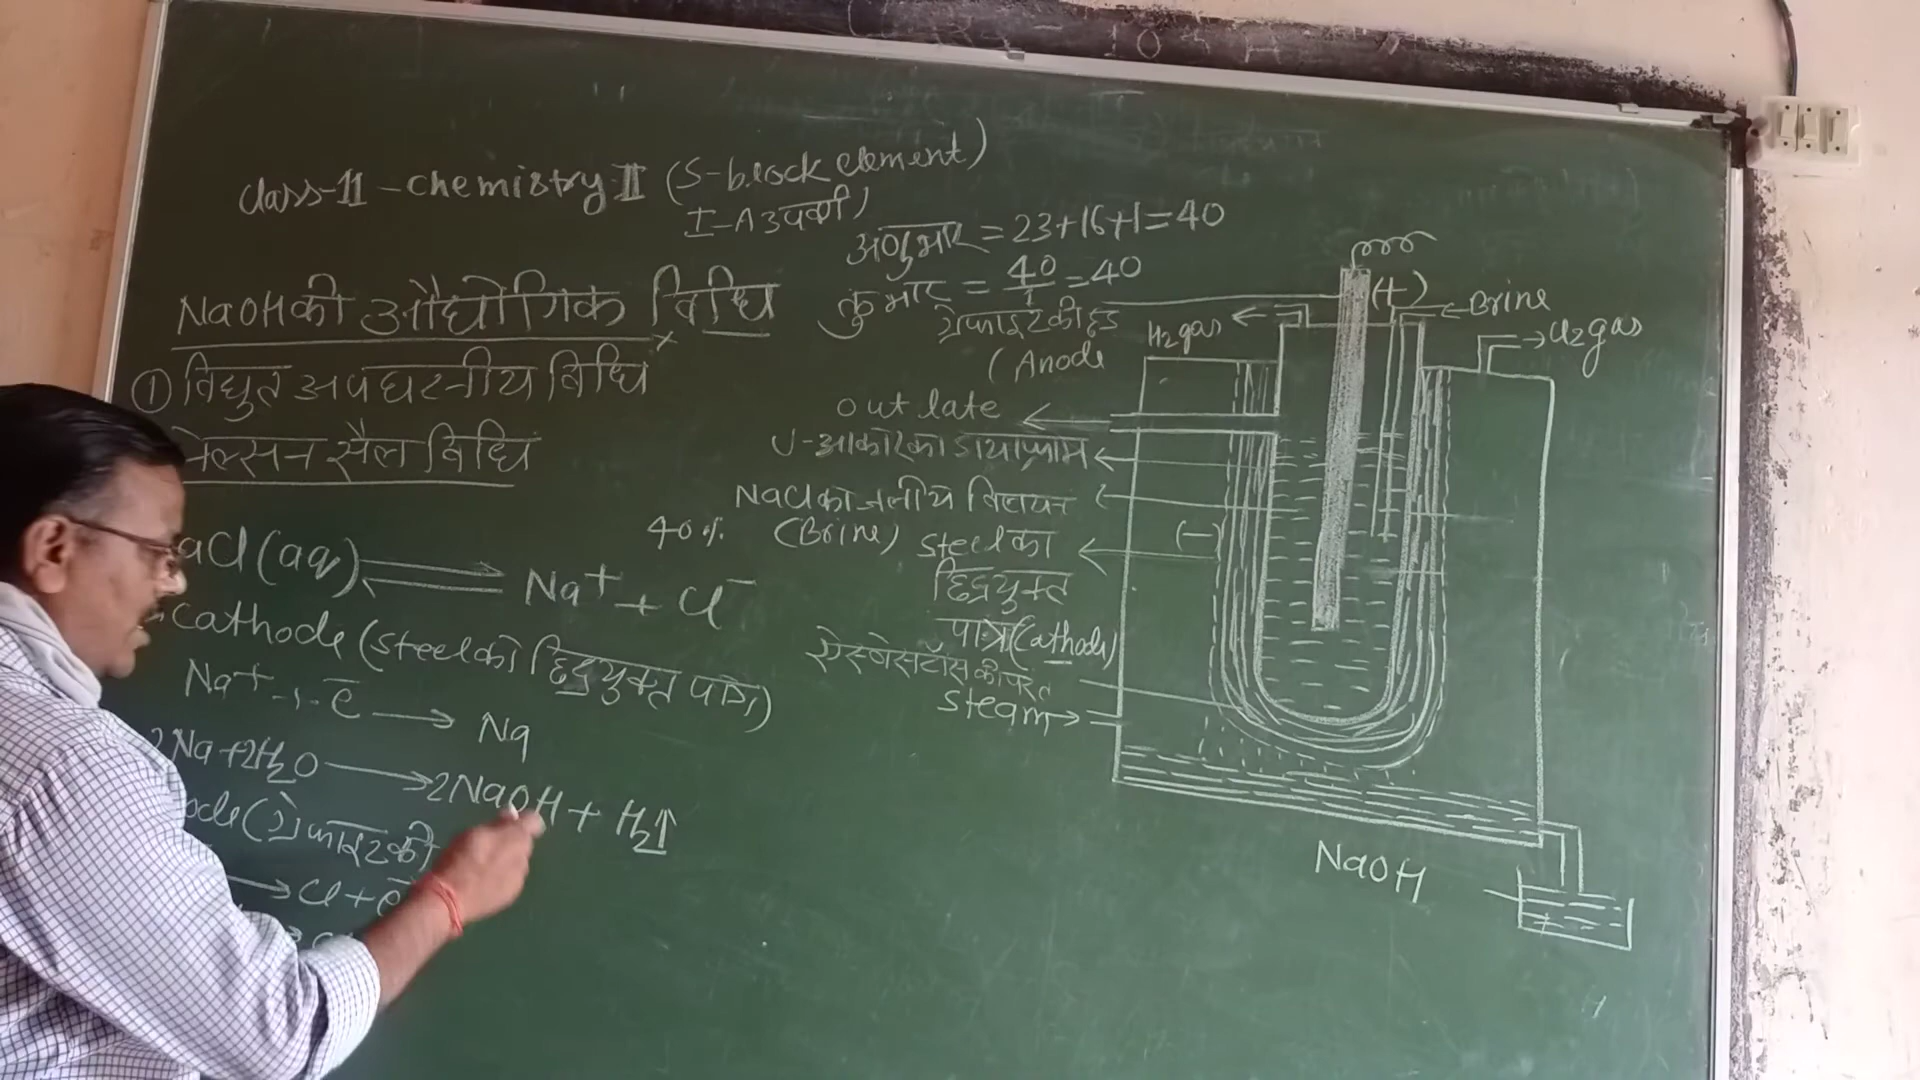 Class-11-Chemistry-II (S-block element)
I-A उपवर्ग)
अणुभार = 23+16+1=40
तु भार = 40/1 = 40
NaOH की औद्योगिक विधि
① विद्युत अपघटनीय विधि
नेल्सन सैल विधि
aCl(aq) ⇌ Na⁺ + Cl⁻
cathode (steel को छिद्रयुक्त पात्र)
Na⁺ + e⁻ → Na
2Na+2H₂O → 2NaOH + H₂↑
ode (ग्रेफाइट की
→ Cl + e⁻
ग्रेफाइट की छड़
(Anode
H₂ gas
(+)
Brine
Cl₂ gas
out late
U-आकार का डायाफ्राम
NaCl का जलीय विलयन
40%. (Brine)
(-)
steel का
छिद्रयुक्त
पात्र (Cathode)
ऐस्बेसटॉस की परत
steam
NaOH